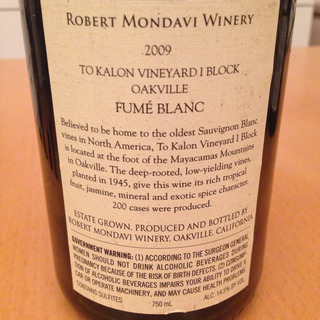 ROBERT MONDAVI WINERY
2009
TO KALON VINEYARD I BLOCK
OAKVILLE
FUMÉ BLANC
Believed to be home to the oldest Sauvignon Blanc
vines in North America, To Kalon Vineyard I Block
is located at the foot of the Mayacamas Mountains
in Oakville. The deep-rooted, low-yielding vines,
planted in 1945, give this wine its rich tropical
fruit, jasmine, mineral and exotic spice character.
200 cases were produced.
ESTATE GROWN, PRODUCED AND BOTTLED BY
ROBERT MONDAVI WINERY, OAKVILLE, CALIFORNIA
GOVERNMENT WARNING: (1) ACCORDING TO THE SURGEON GENERAL,
WOMEN SHOULD NOT DRINK ALCOHOLIC BEVERAGES DURING
PREGNANCY BECAUSE OF THE RISK OF BIRTH DEFECTS. (2) CONSUMP-
TION OF ALCOHOLIC BEVERAGES IMPAIRS YOUR ABILITY TO DRIVE A
CAR OR OPERATE MACHINERY, AND MAY CAUSE HEALTH PROBLEMS.
CONTAINS SULFITES 750 mL ALC. 14.5% BY VOL.